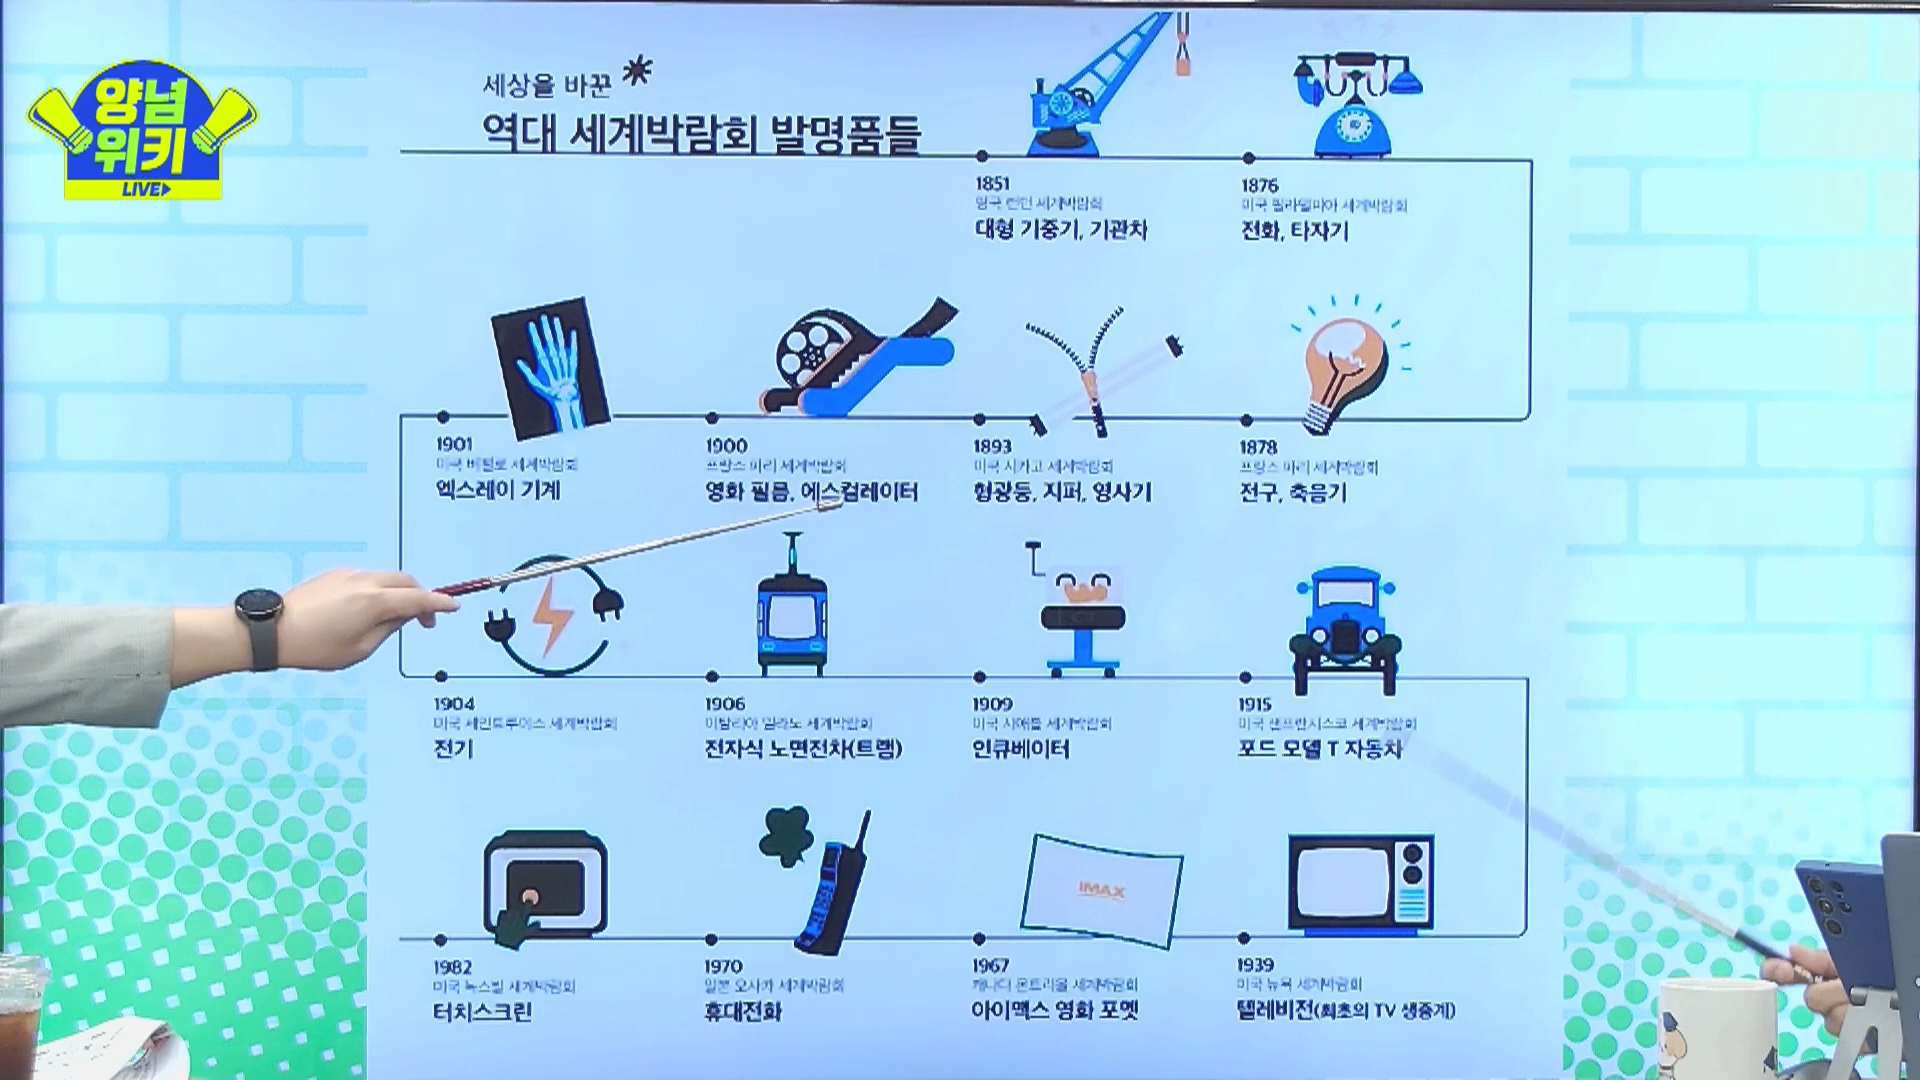 양념
위키
LIVE
세상을 바꾼
역대 세계박람회 발명품들
1851
영국 런던 세계박람회
대형 기중기, 기관차
1876
미국 필라델피아 세계박람회
전화, 타자기
1901
미국 버펄로 세계박람회
엑스레이 기계
1900
프랑스 파리 세계박람회
영화 필름, 에스컬레이터
1893
미국 시카고 세계박람회
형광등, 지퍼, 영사기
1878
프랑스 파리 세계박람회
전구, 축음기
1904
미국 세인트루이스 세계박람회
전기
1906
이탈리아 밀라노 세계박람회
전자식 노면전차(트램)
1909
미국 시애틀 세계박람회
인큐베이터
1915
미국 샌프란시스코 세계박람회
포드 모델 T 자동차
IMAX
1982
미국 녹스빌 세계박람회
터치스크린
1970
일본 오사카 세계박람회
휴대전화
1967
캐나다 몬트리올 세계박람회
아이맥스 영화 포멧
1939
미국 뉴욕 세계박람회
텔레비전(최초의 TV 생중계)